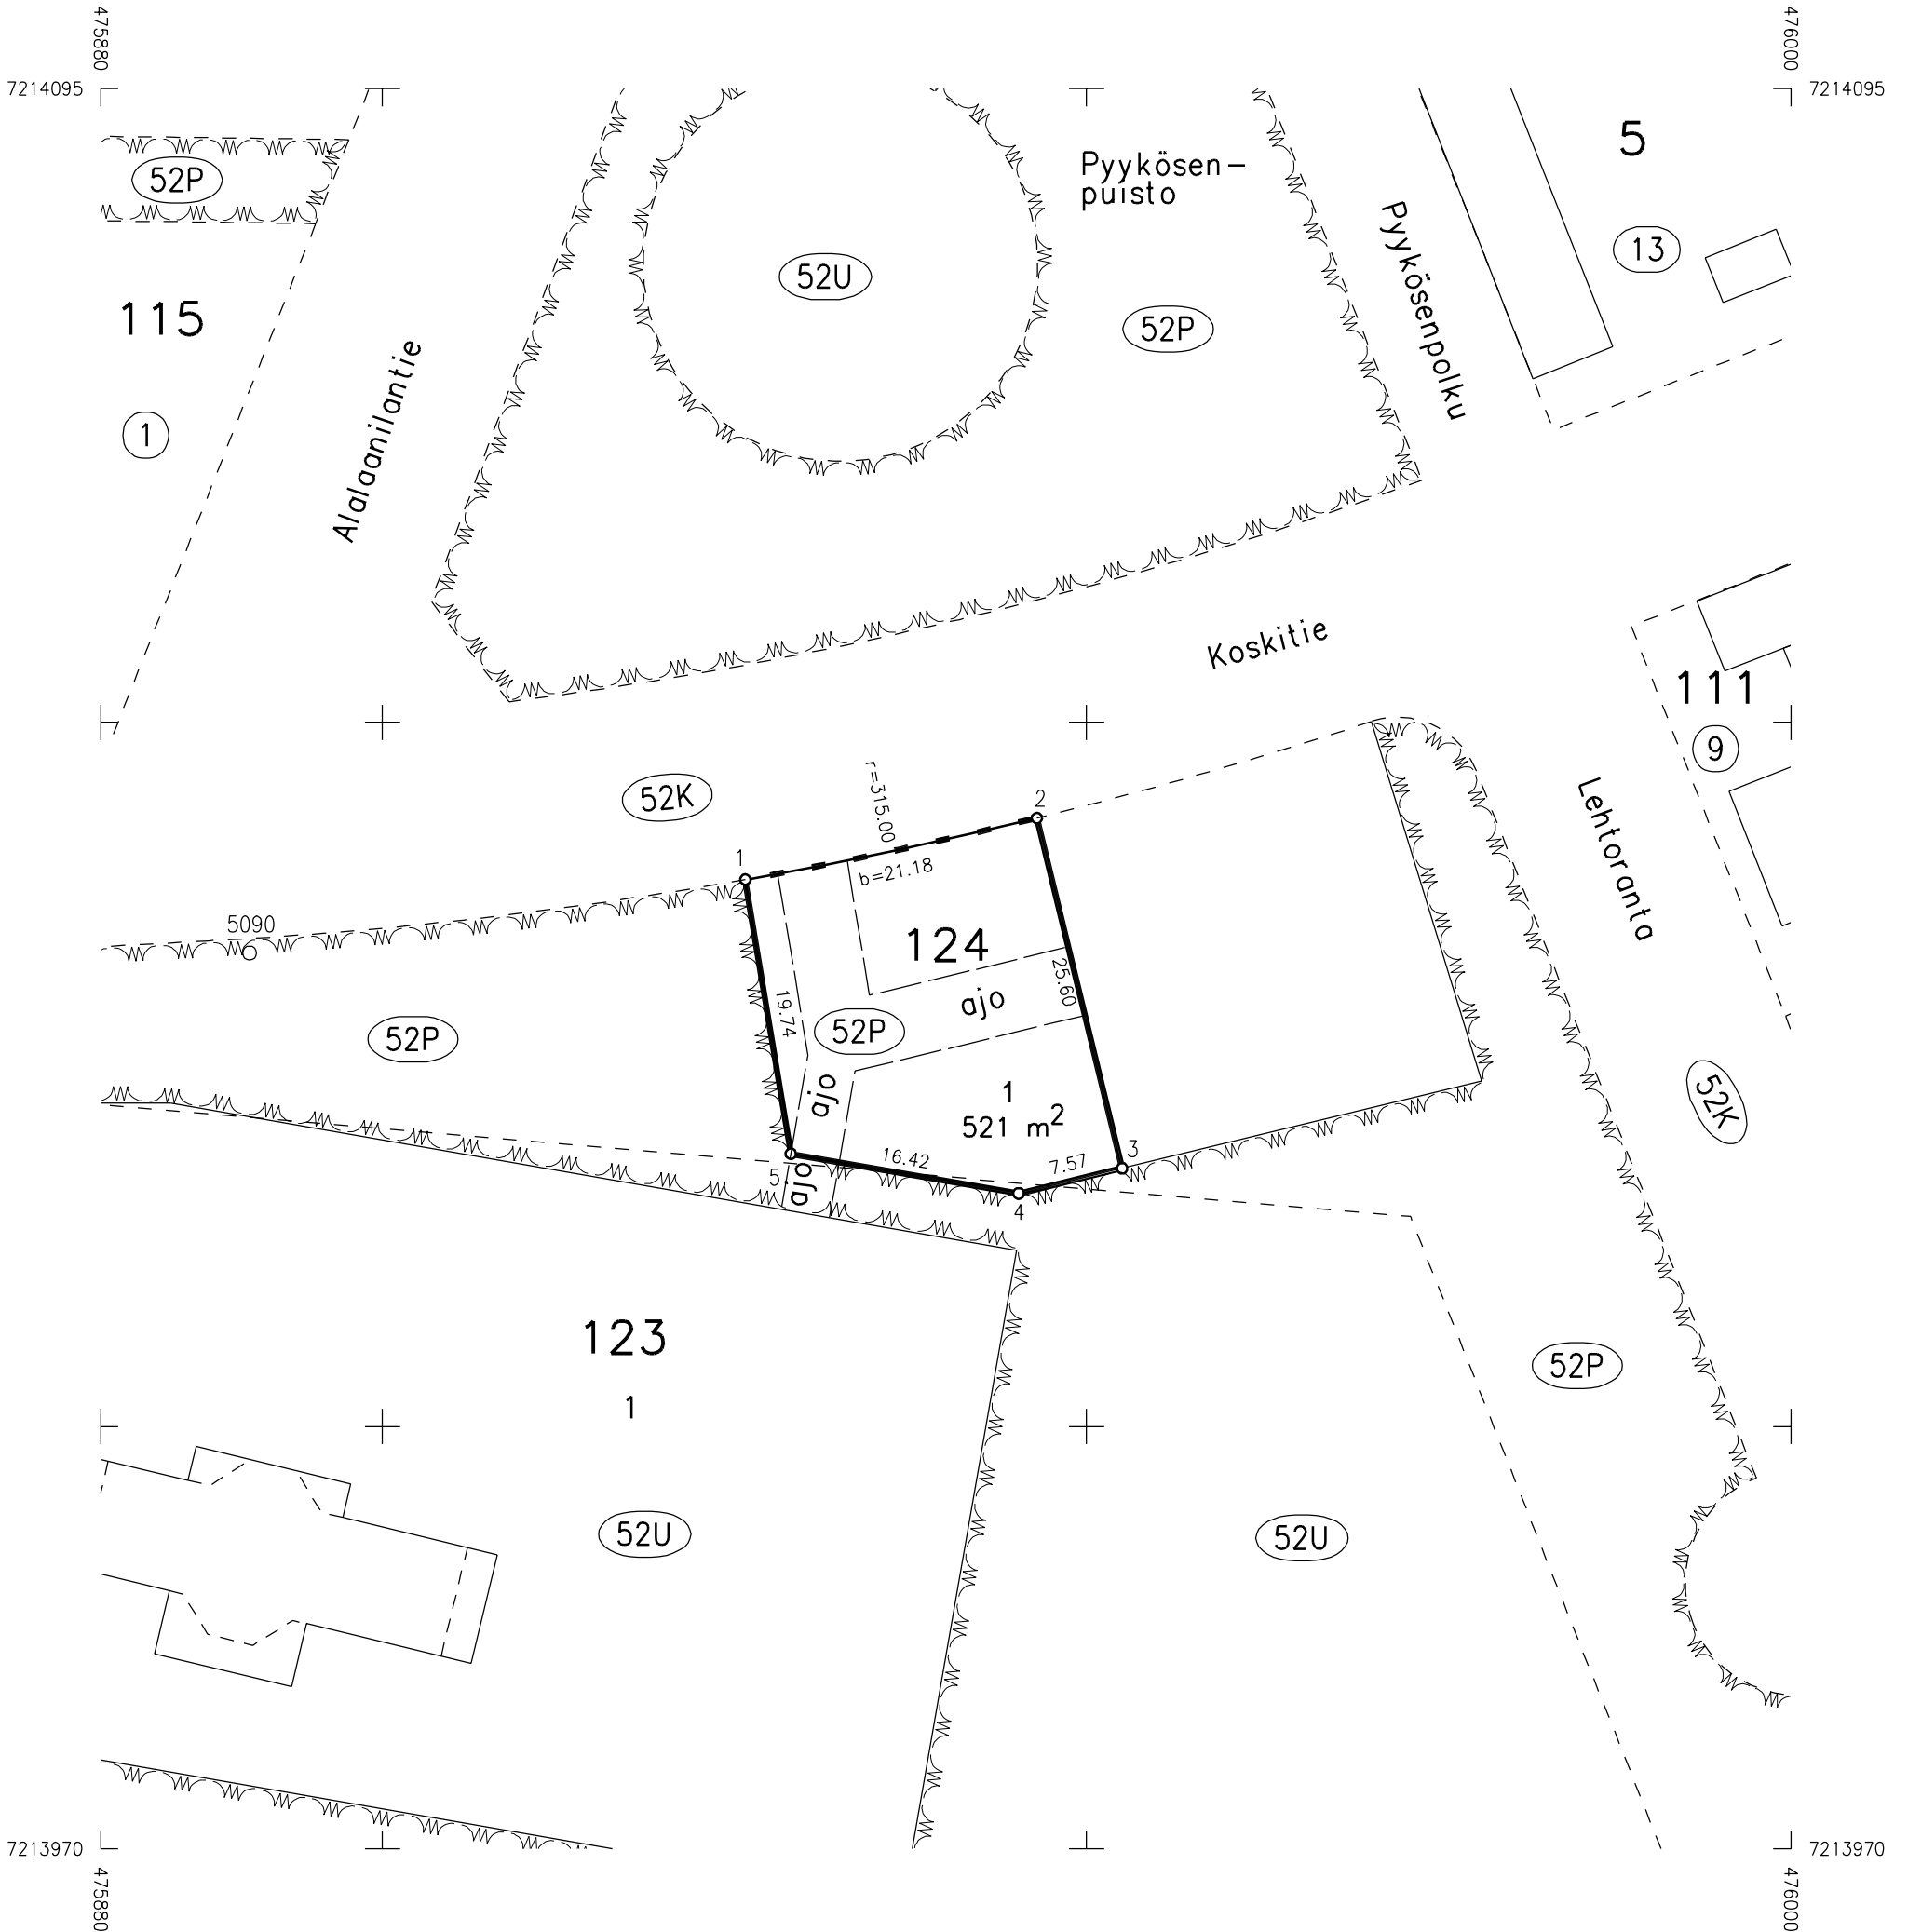 475880
476000
7214095
7214095
52P
Pyykösen-
puisto
5
13
52U
115
52P
Pyykösenpolku
Alalaanilantie
1
Koskitie
111
9
52K
r=315.00
2
Lehtoranta
1
b=21.18
5090
124
25.60
19.74
ajo
52P
52P
ajo
1
521 m2
52K
3
16.42
7.57
5
ajo
4
123
52P
1
52U
52U
7213970
7213970
475880
476000